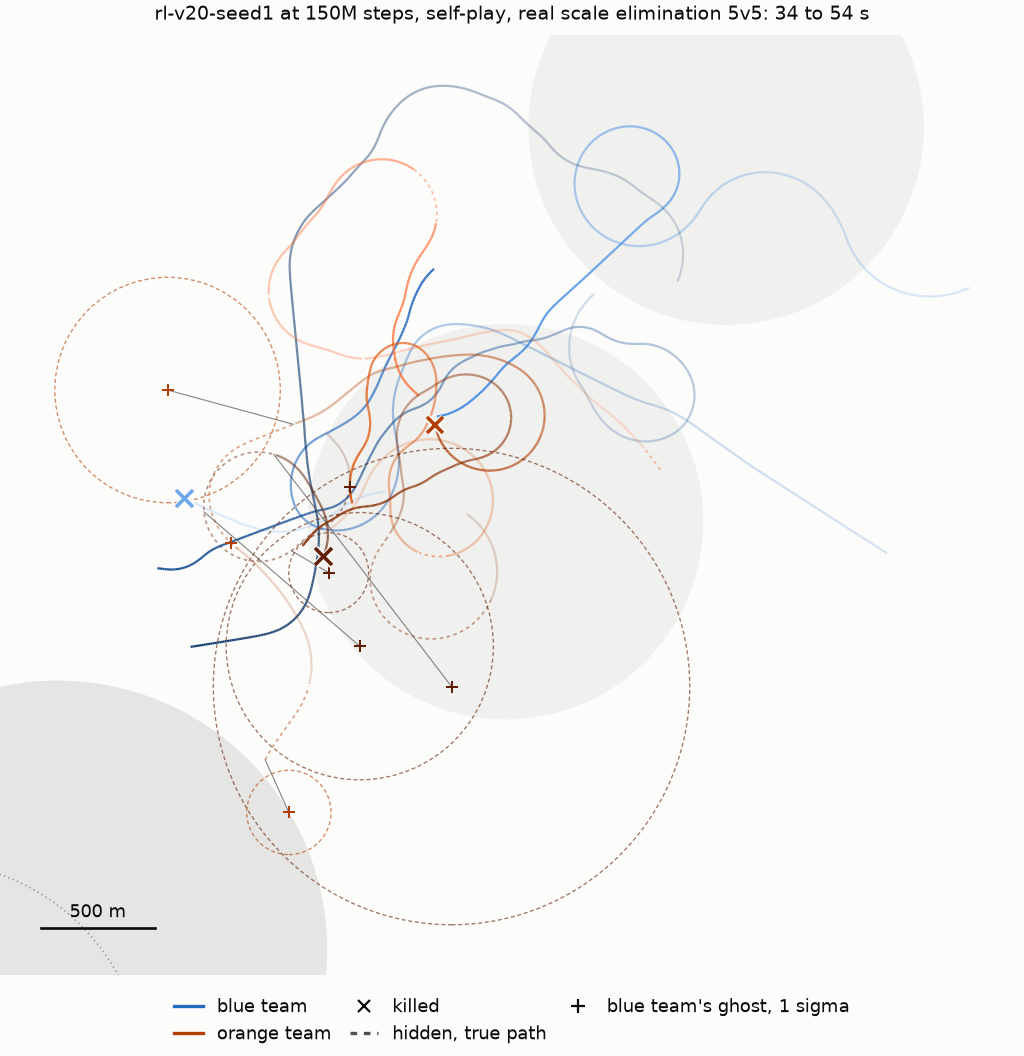 rl-v20-seed1 at 150M steps, self-play, real scale elimination 5v5: 34 to 54 s
500 m
blue team
killed
blue team's ghost, 1 sigma
orange team
hidden, true path